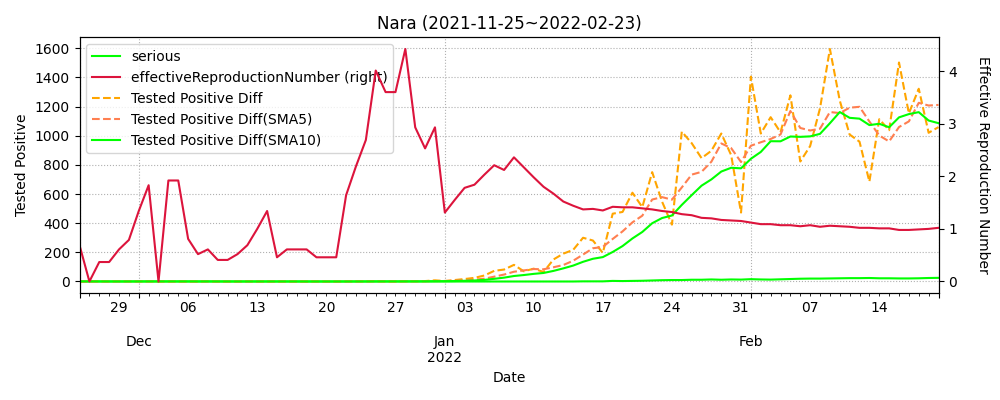 Nara (2021-11-25~2022-02-23)
serious
effectiveReproductionNumber (right)
Tested Positive Diff
Tested Positive Diff(SMA5)
Tested Positive Diff(SMA10)
Tested Positive
1600
1400
1200
1000
800
600
400
200
0
4
3
2
1
0
Effective Reproduction Number
29 06 13 20 27 03 10 17 24 31 07 14
Dec Jan Feb
2022
Date